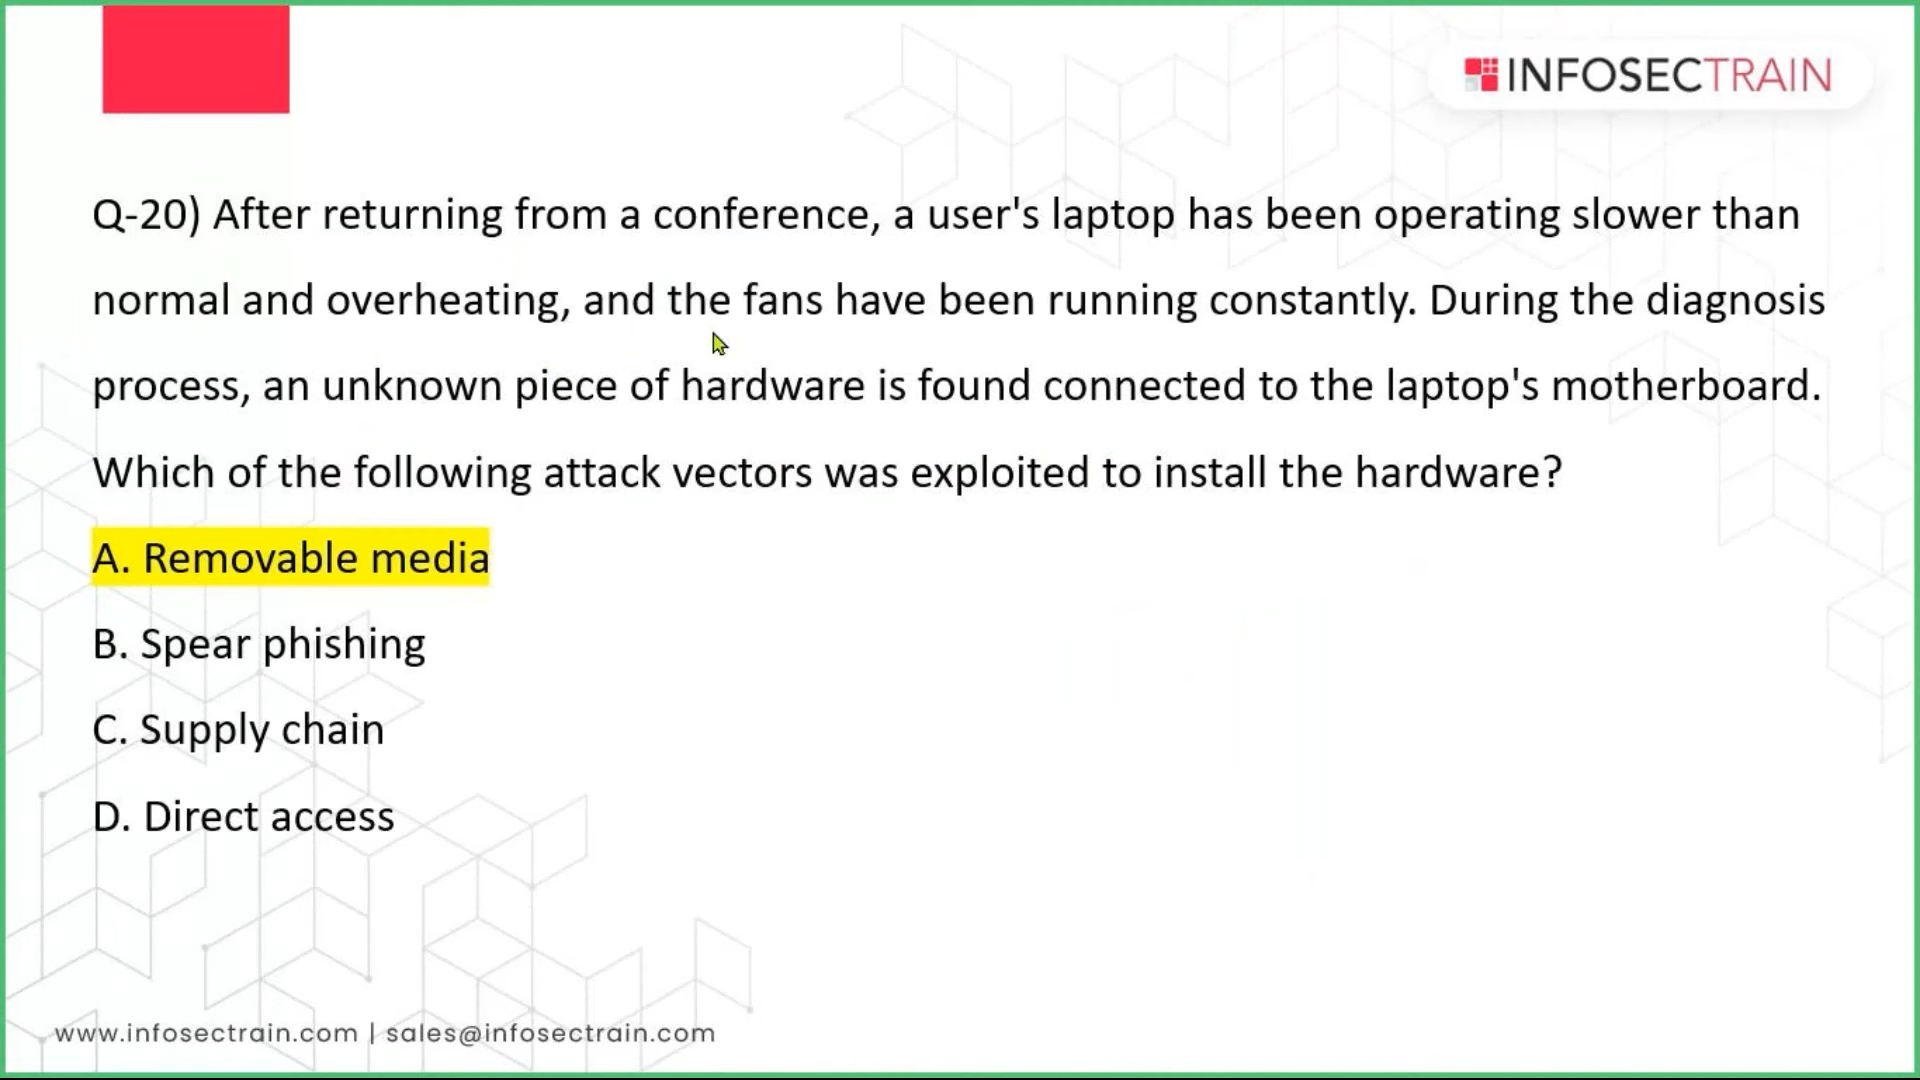 INFOSECTRAIN
Q-20) After returning from a conference, a user's laptop has been operating slower than
normal and overheating, and the fans have been running constantly. During the diagnosis
process, an unknown piece of hardware is found connected to the laptop's motherboard.
Which of the following attack vectors was exploited to install the hardware?
A. Removable media
B. Spear phishing
C. Supply chain
D. Direct access
www.infosectrain.com | sales@infosectrain.com